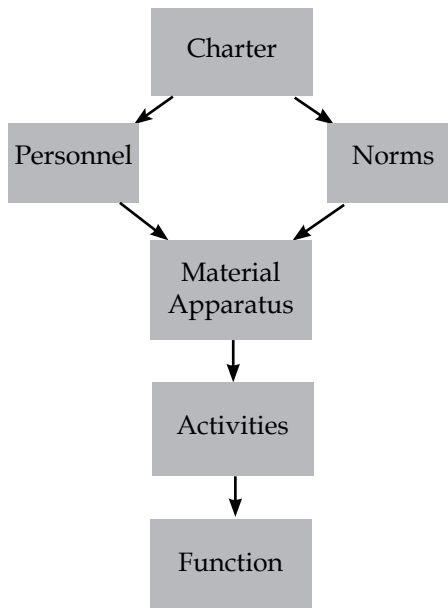 Charter
Personnel
Norms
Material
Apparatus
Activities
Function